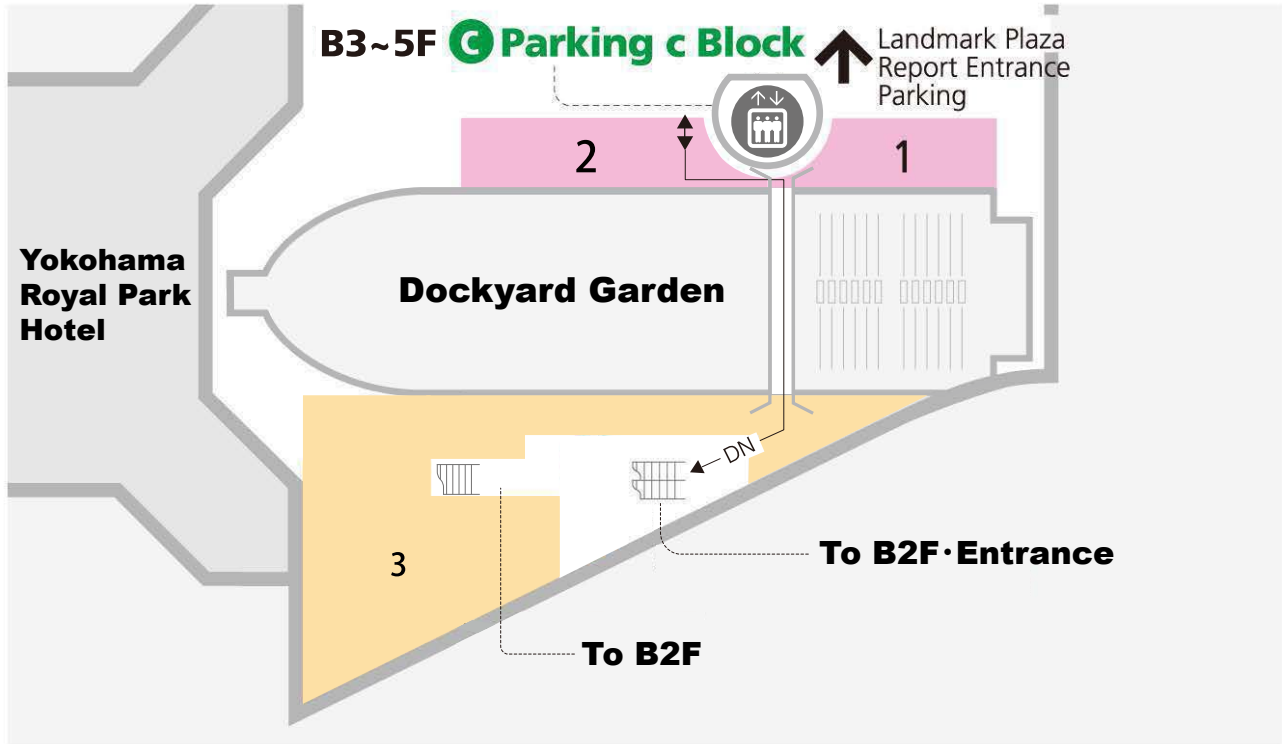 B3~5F C Parking c Block
Landmark Plaza
Report Entrance
Parking
2
1
Yokohama
Royal Park
Hotel
Dockyard Garden
DN
3
To B2F·Entrance
To B2F